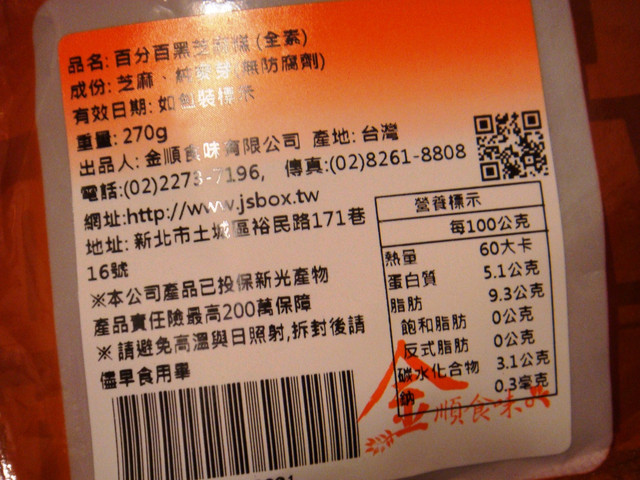 品名: 百分百黑芝麻糕 (全素)
成份: 芝麻、純麥芽(無防腐劑)
有效日期: 如包裝標示
重量: 270g
出品人: 金順食味有限公司 產地: 台灣
電話:(02)2273-7196, 傳真:(02)8261-8808
網址:http://www.jsbox.tw
地址: 新北市土城區裕民路171巷
16號
※本公司產品已投保新光產物
產品責任險最高200萬保障
※ 請避免高溫與日照射,拆封後請
儘早食用畢
營養標示
每100公克
熱量 60大卡
蛋白質 5.1公克
脂肪 9.3公克
飽和脂肪 0公克
反式脂肪 0公克
碳水化合物 3.1公克
鈉 0.3毫克
金順食味